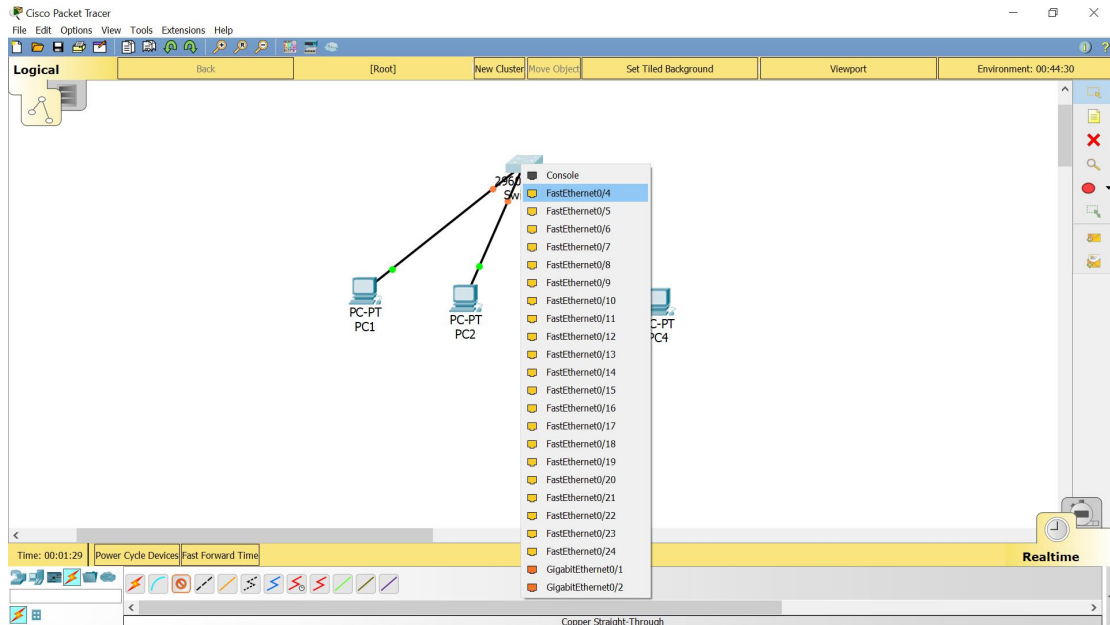 Cisco Packet Tracer
File Edit Options View Tools Extensions Help
Logical Back [Root] New Cluster Move Object Set Tiled Background Viewport Environment: 00:44:30
Console
2960
FastEthernet0/4
Sw
FastEthernet0/5
FastEthernet0/6
FastEthernet0/7
FastEthernet0/8
FastEthernet0/9
FastEthernet0/10
PC-PT
FastEthernet0/11
PC1
PC-PT
PC2
FastEthernet0/12
C-PT
PC4
FastEthernet0/13
FastEthernet0/14
FastEthernet0/15
FastEthernet0/16
FastEthernet0/17
FastEthernet0/18
FastEthernet0/19
FastEthernet0/20
FastEthernet0/21
FastEthernet0/22
FastEthernet0/23
FastEthernet0/24
GigabitEthernet0/1
GigabitEthernet0/2
Time: 00:01:29 Power Cycle Devices Fast Forward Time Realtime
Copper Straight-Through